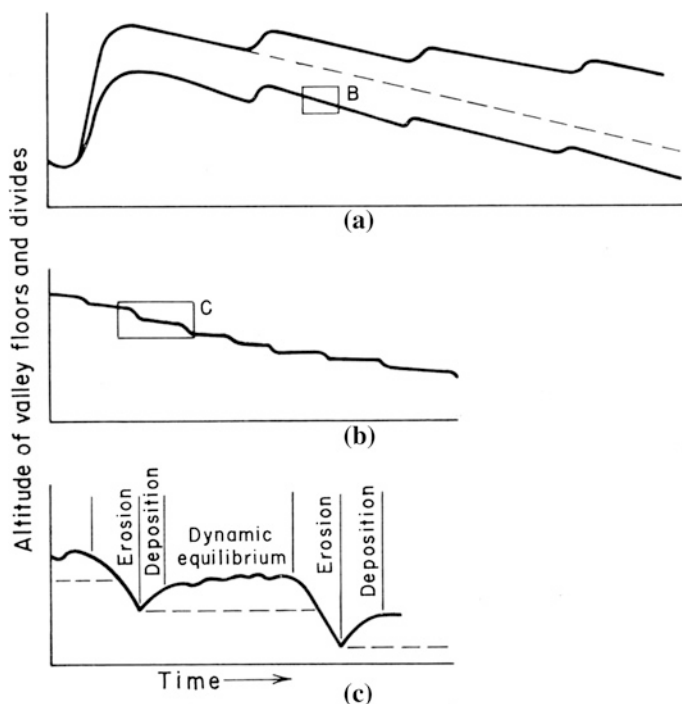 Altitude of valley floors and divides
B
(a)
C
(b)
Erosion
Deposition
Dynamic
equilibrium
Erosion
Deposition
Time
(c)